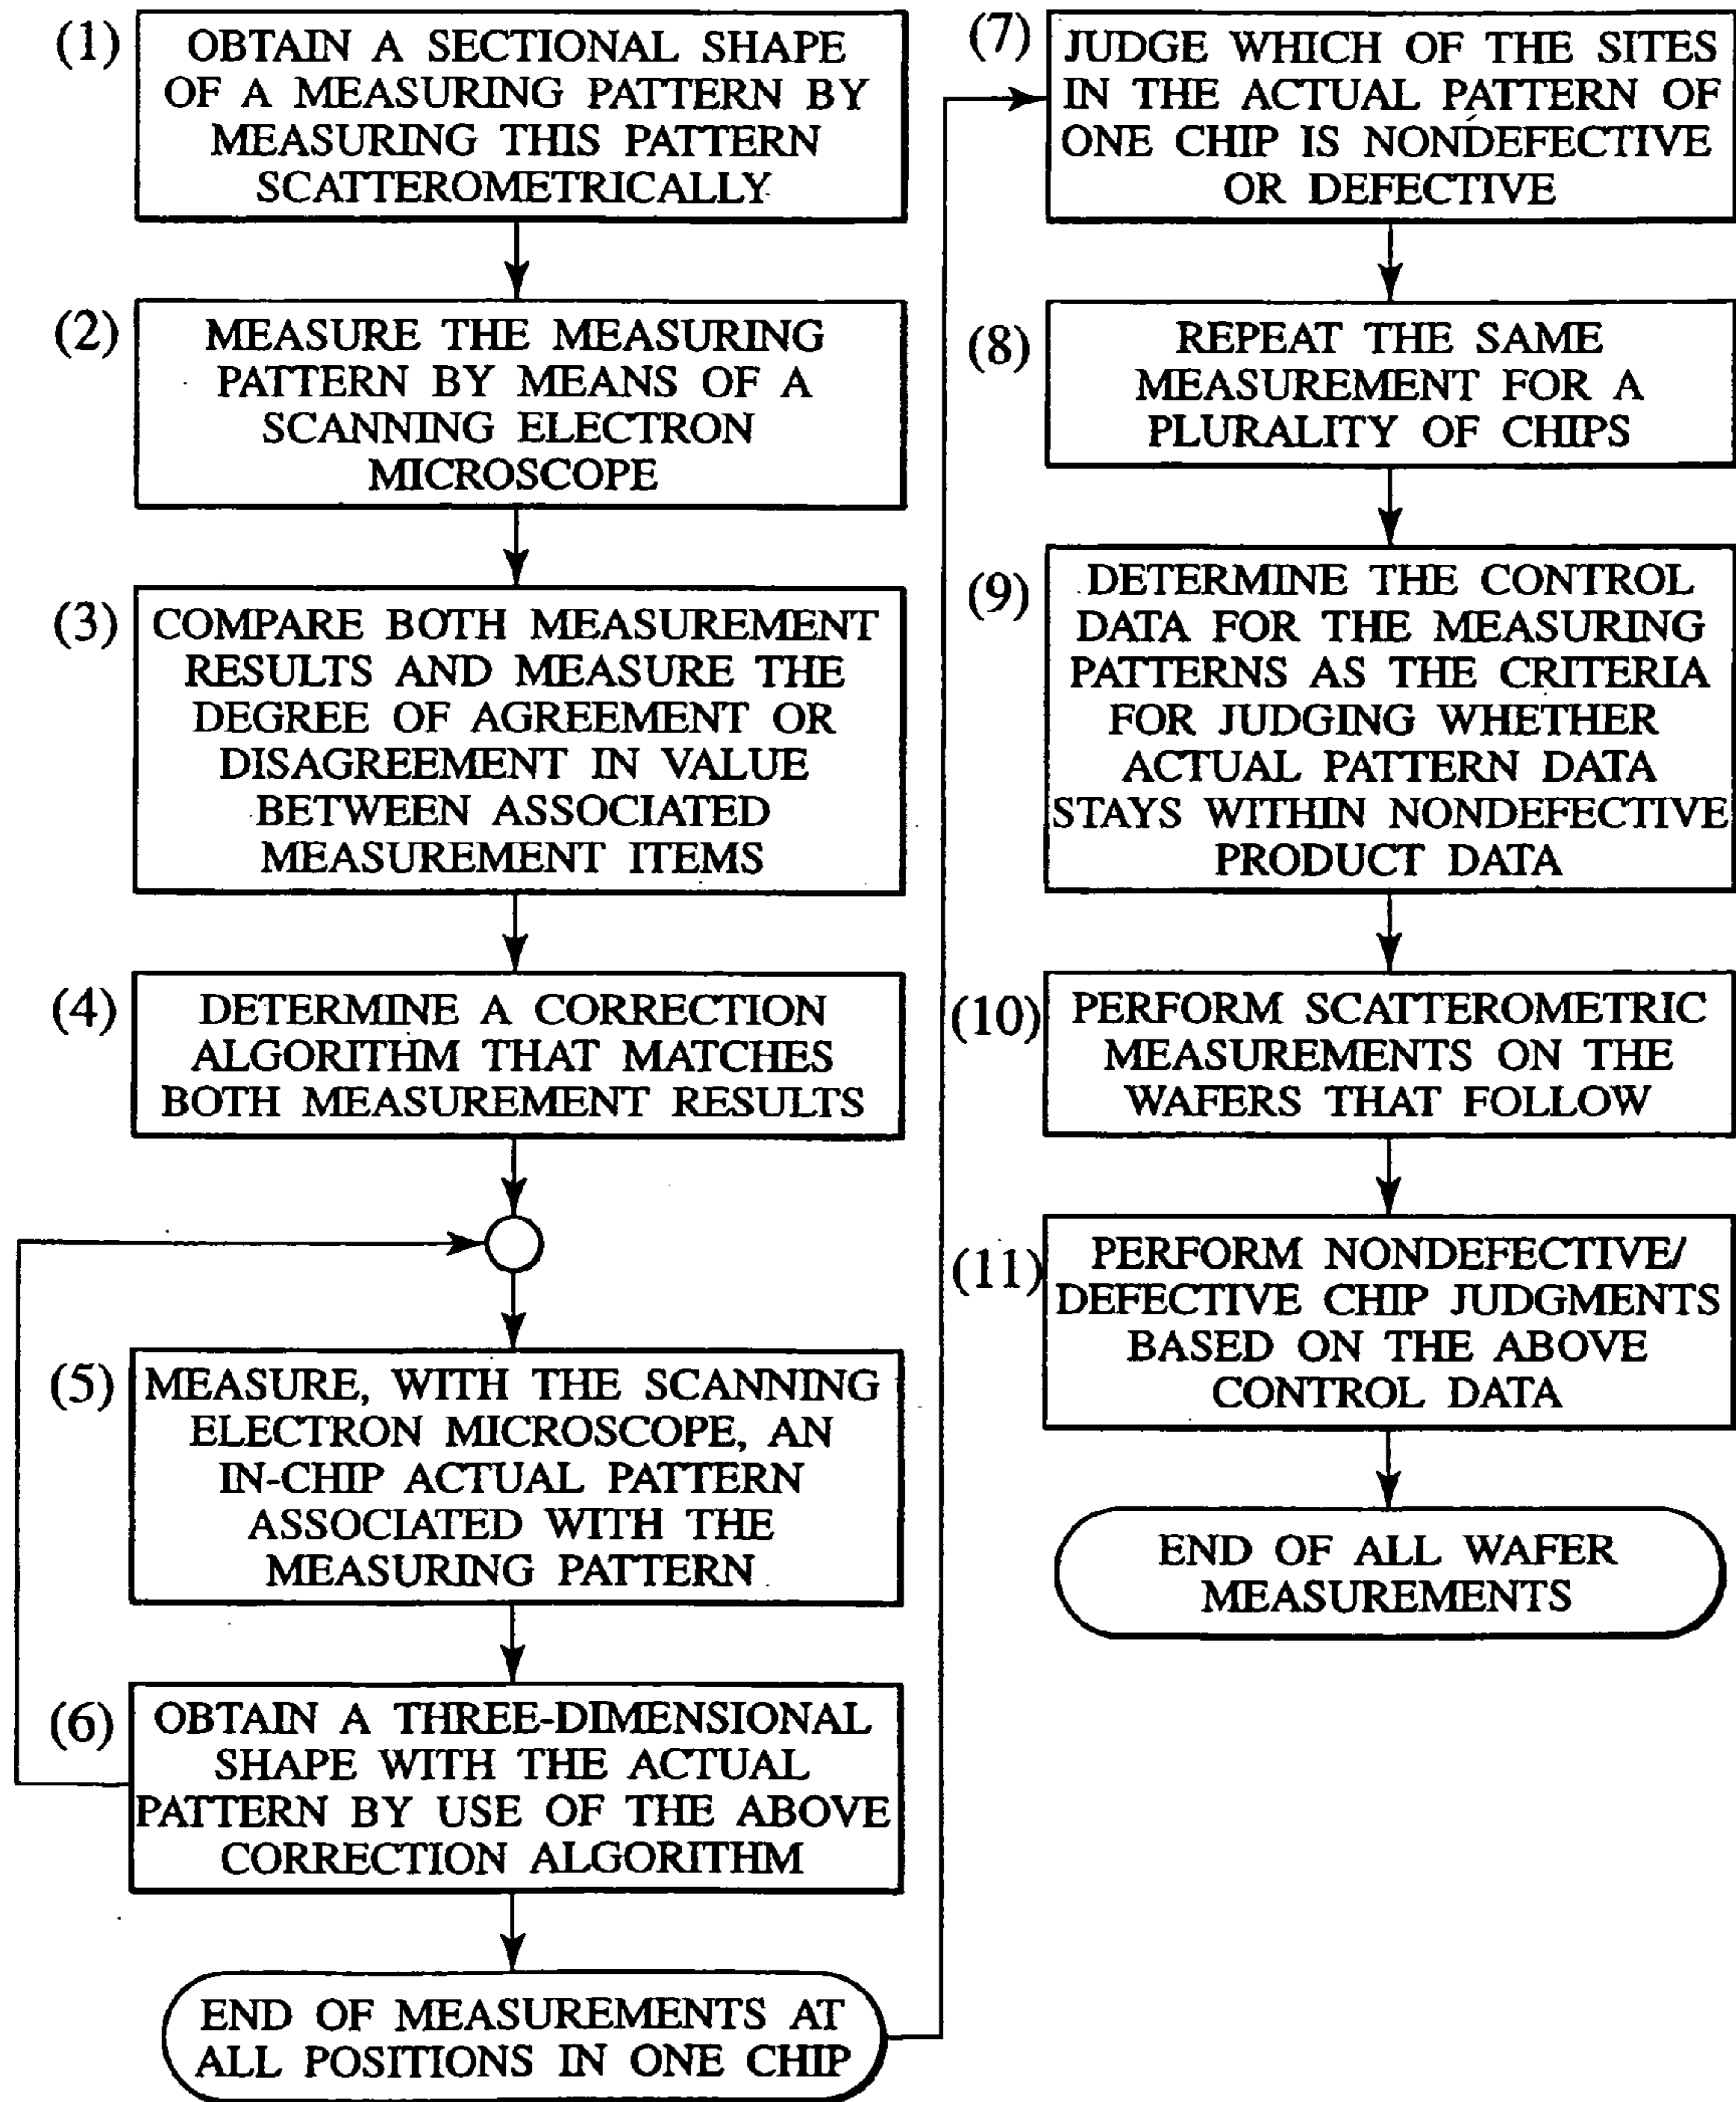 (1)
OBTAIN A SECTIONAL SHAPE
OF A MEASURING PATTERN BY
MEASURING THIS PATTERN
SCATTEROMETRICALLY
(2)
MEASURE THE MEASURING
PATTERN BY MEANS OF A
SCANNING ELECTRON
MICROSCOPE
(3)
COMPARE BOTH MEASUREMENT
RESULTS AND MEASURE THE
DEGREE OF AGREEMENT OR
DISAGREEMENT IN VALUE
BETWEEN ASSOCIATED
MEASUREMENT ITEMS
(4)
DETERMINE A CORRECTION
ALGORITHM THAT MATCHES
BOTH MEASUREMENT RESULTS
(5)
MEASURE, WITH THE SCANNING
ELECTRON MICROSCOPE, AN
IN-CHIP ACTUAL PATTERN
ASSOCIATED WITH THE
MEASURING PATTERN
(6)
OBTAIN A THREE-DIMENSIONAL
SHAPE WITH THE ACTUAL
PATTERN BY USE OF THE ABOVE
CORRECTION ALGORITHM
END OF MEASUREMENTS AT
ALL POSITIONS IN ONE CHIP
(7)
JUDGE WHICH OF THE SITES
IN THE ACTUAL PATTERN OF
ONE CHIP IS NONDEFECTIVE
OR DEFECTIVE
(8)
REPEAT THE SAME
MEASUREMENT FOR A
PLURALITY OF CHIPS
(9)
DETERMINE THE CONTROL
DATA FOR THE MEASURING
PATTERNS AS THE CRITERIA
FOR JUDGING WHETHER
ACTUAL PATTERN DATA
STAYS WITHIN NONDEFECTIVE
PRODUCT DATA
(10)
PERFORM SCATTEROMETRIC
MEASUREMENTS ON THE
WAFERS THAT FOLLOW
(11)
PERFORM NONDEFECTIVE/
DEFECTIVE CHIP JUDGMENTS
BASED ON THE ABOVE
CONTROL DATA
END OF ALL WAFER
MEASUREMENTS